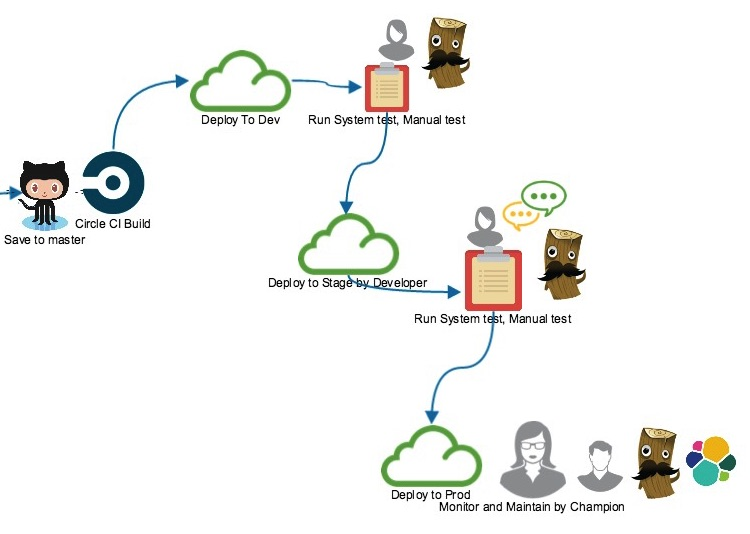 Deploy To Dev
Run System test, Manual test
Circle CI Build
Save to master
Deploy to Stage by Developer
Run System test, Manual test
Deploy to Prod
Monitor and Maintain by Champion